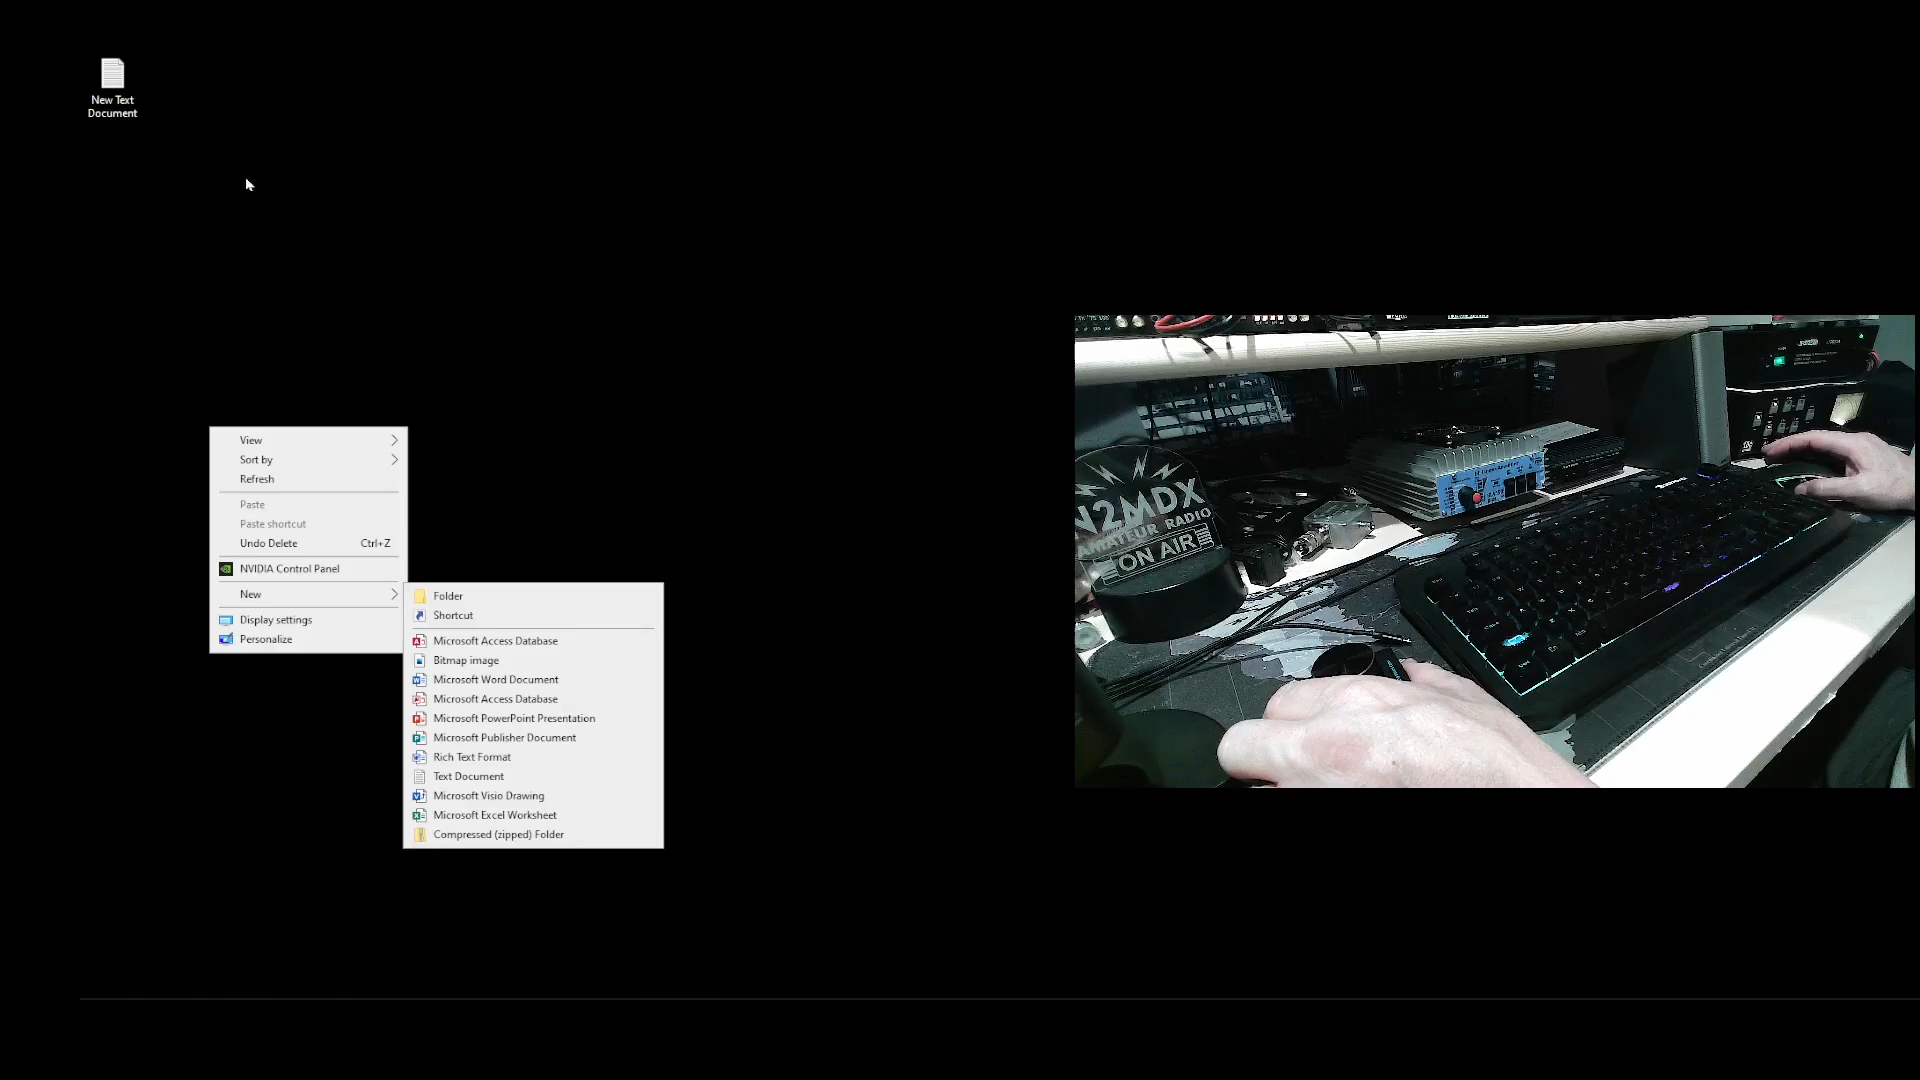 New Text
Document
View
Sort by
Refresh
Paste
Paste shortcut
Undo Delete Ctrl+Z
NVIDIA Control Panel
New
Display settings
Personalize
Folder
Shortcut
Microsoft Access Database
Bitmap image
Microsoft Word Document
Microsoft Access Database
Microsoft PowerPoint Presentation
Microsoft Publisher Document
Rich Text Format
Text Document
Microsoft Visio Drawing
Microsoft Excel Worksheet
Compressed (zipped) Folder
N2MDX
AMATEUR RADIO
ON AIR